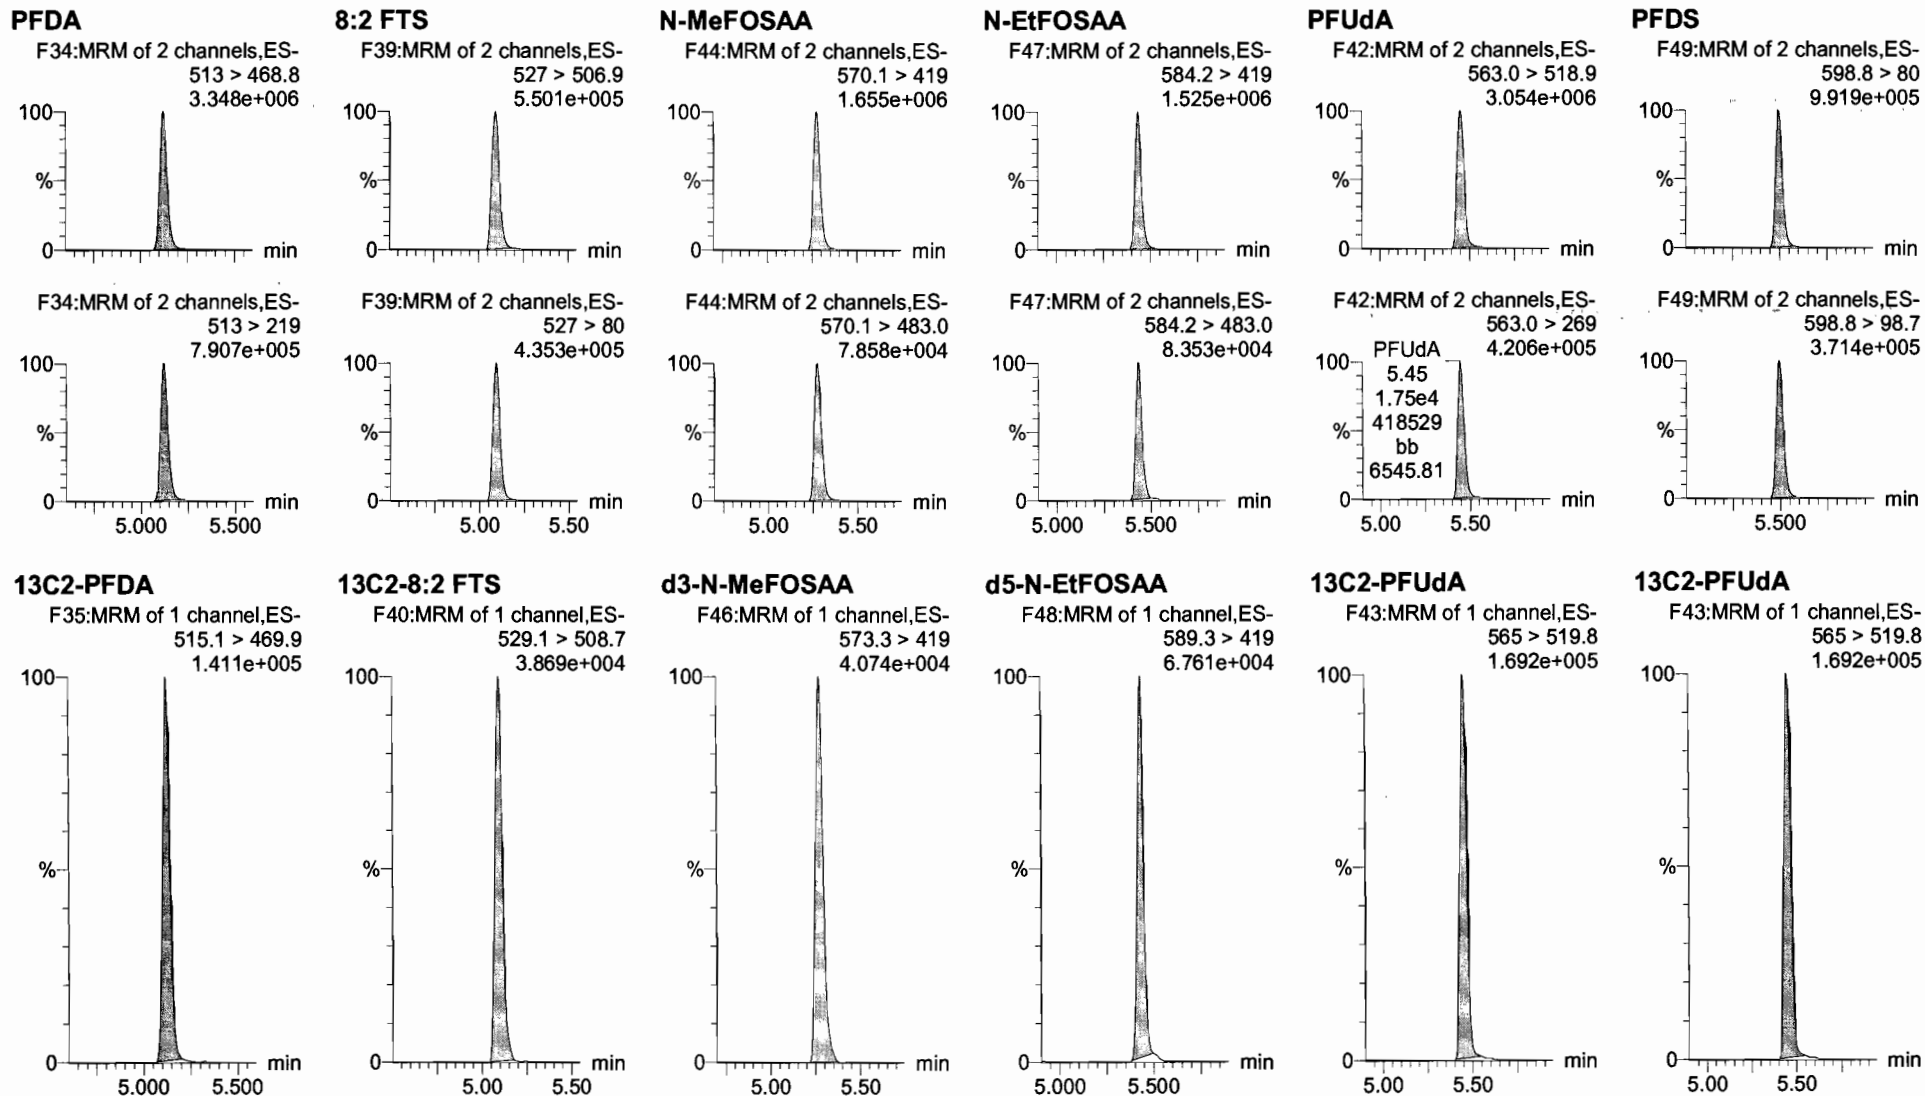 PFDA
F34:MRM of 2 channels,ES-
513 > 468.8
3.348e+006
100
%
0
min
8:2 FTS
F39:MRM of 2 channels,ES-
527 > 506.9
5.501e+005
100
%
0
min
N-MeFOSAA
F44:MRM of 2 channels,ES-
570.1 > 419
1.655e+006
100
%
0
min
N-EtFOSAA
F47:MRM of 2 channels,ES-
584.2 > 419
1.525e+006
100
%
0
min
PFUdA
F42:MRM of 2 channels,ES-
563.0 > 518.9
3.054e+006
100
%
0
min
PFDS
F49:MRM of 2 channels,ES-
598.8 > 80
9.919e+005
100
%
0
min
F34:MRM of 2 channels,ES-
513 > 219
7.907e+005
100
%
0
min
5.000 5.500
F39:MRM of 2 channels,ES-
527 > 80
4.353e+005
100
%
0
min
5.00 5.50
F44:MRM of 2 channels,ES-
570.1 > 483.0
7.858e+004
100
%
0
min
5.00 5.50
F47:MRM of 2 channels,ES-
584.2 > 483.0
8.353e+004
100
%
0
min
5.000 5.500
F42:MRM of 2 channels,ES-
563.0 > 269
4.206e+005
100
PFUdA
5.45
1.75e4
418529
bb
6545.81
%
0
min
5.00 5.50
F49:MRM of 2 channels,ES-
598.8 > 98.7
3.714e+005
100
%
0
min
5.500
13C2-PFDA
F35:MRM of 1 channel,ES-
515.1 > 469.9
1.411e+005
100
%
0
min
5.000 5.500
13C2-8:2 FTS
F40:MRM of 1 channel,ES-
529.1 > 508.7
3.869e+004
100
%
0
min
5.00 5.50
d3-N-MeFOSAA
F46:MRM of 1 channel,ES-
573.3 > 419
4.074e+004
100
%
0
min
5.00 5.50
d5-N-EtFOSAA
F48:MRM of 1 channel,ES-
589.3 > 419
6.761e+004
100
%
0
min
5.000 5.500
13C2-PFUdA
F43:MRM of 1 channel,ES-
565 > 519.8
1.692e+005
100
%
0
min
5.00 5.50
13C2-PFUdA
F43:MRM of 1 channel,ES-
565 > 519.8
1.692e+005
100
%
0
min
5.00 5.50